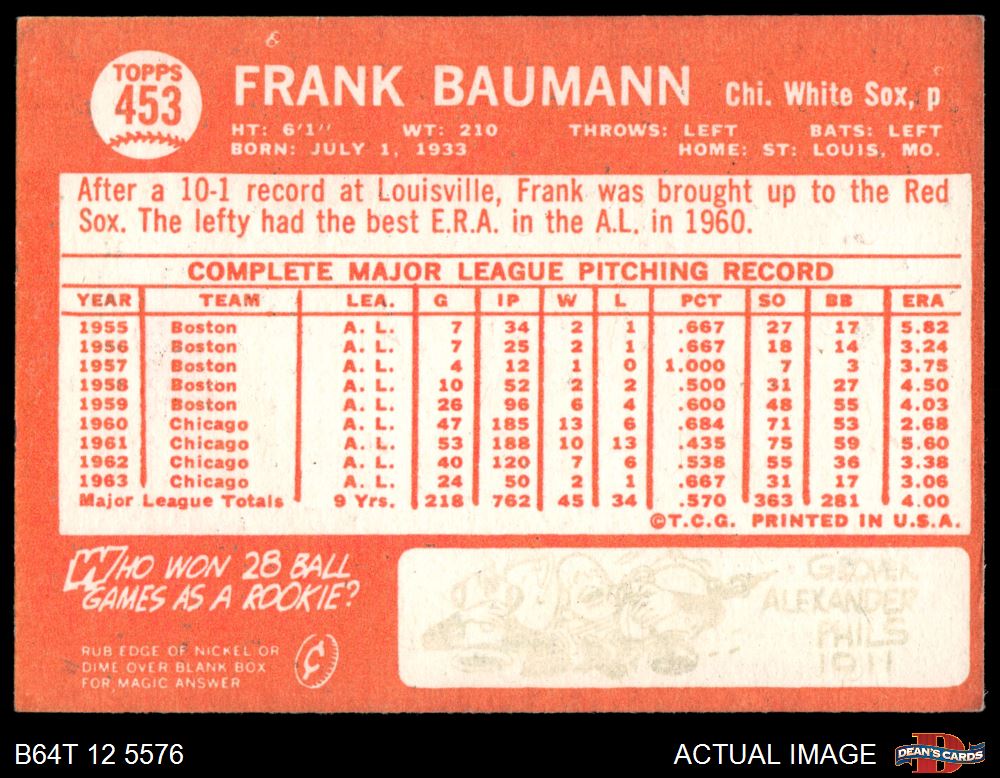 TOPPS
453
FRANK BAUMANN Chi. White Sox, p
HT: 6'1" WT: 210 THROWS: LEFT BATS: LEFT
BORN: JULY 1, 1933 HOME: ST: LOUIS, MO.
After a 10-1 record at Louisville, Frank was brought up to the Red
Sox. The lefty had the best E.R.A. in the A.L. in 1960.
COMPLETE MAJOR LEAGUE PITCHING RECORD
YEAR TEAM LEA. G IP W L PCT SO BB ERA
1955 Boston A. L. 7 34 2 1 .667 27 17 5.82
1956 Boston A. L. 7 25 2 1 .667 18 14 3.24
1957 Boston A. L. 4 12 1 0 1.000 7 3 3.75
1958 Boston A. L. 10 52 2 2 .500 31 27 4.50
1959 Boston A. L. 26 96 6 4 .600 48 55 4.03
1960 Chicago A. L. 47 185 13 6 .684 71 53 2.68
1961 Chicago A. L. 53 188 10 13 .435 75 59 5.60
1962 Chicago A. L. 40 120 7 6 .538 55 36 3.38
1963 Chicago A. L. 24 50 2 1 .667 31 17 3.06
Major League Totals 9 Yrs. 218 762 45 34 .570 363 281 4.00
©T.C.G. PRINTED IN U.S.A.
WHO WON 28 BALL
GAMES AS A ROOKIE?
RUB EDGE OF NICKEL OR
DIME OVER BLANK BOX
FOR MAGIC ANSWER
ALEXANDER
PHILS
1911
B64T 12 5576
ACTUAL IMAGE
DEAN'S CARDS